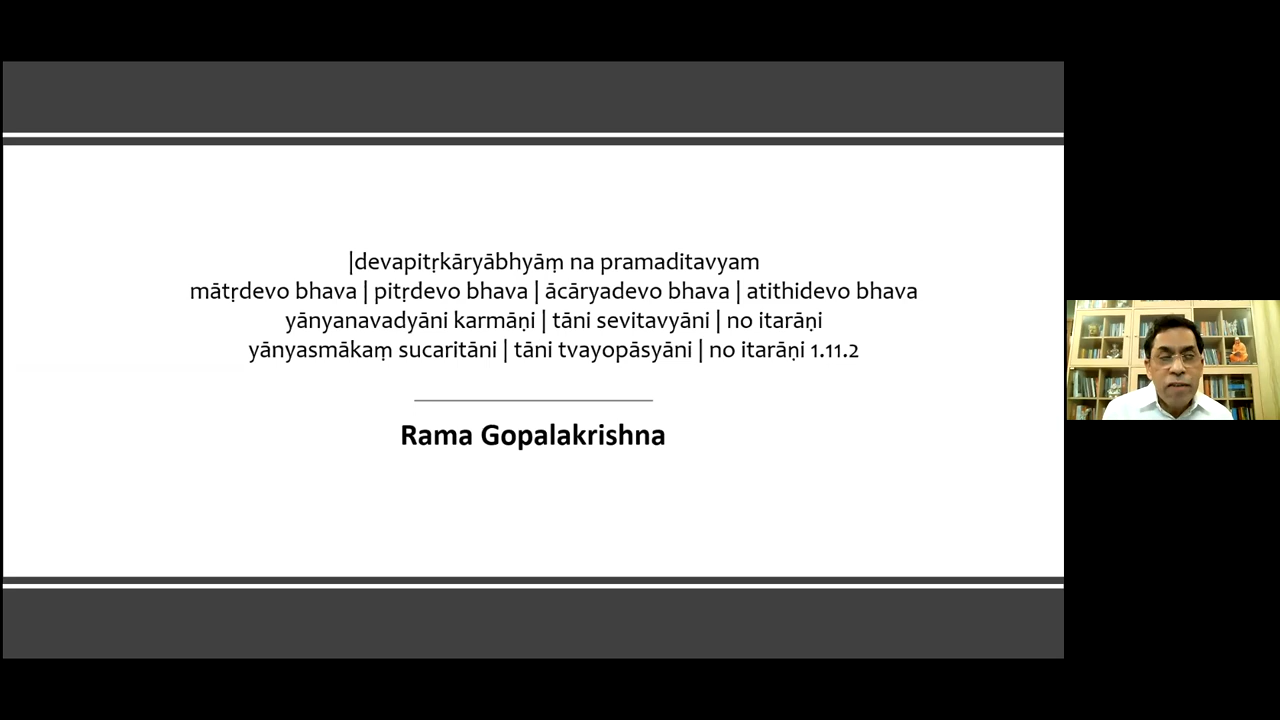 |devapitṛkāryābhyāṃ na pramaditavyam
mātṛdevo bhava | pitṛdevo bhava | ācāryadevo bhava | atithidevo bhava
yānyanavadyāni karmāṇi | tāni sevitavyāni | no itarāṇi
yānyasmākaṃ sucaritāni | tāni tvayopāsyāni | no itarāṇi 1.11.2
Rama Gopalakrishna